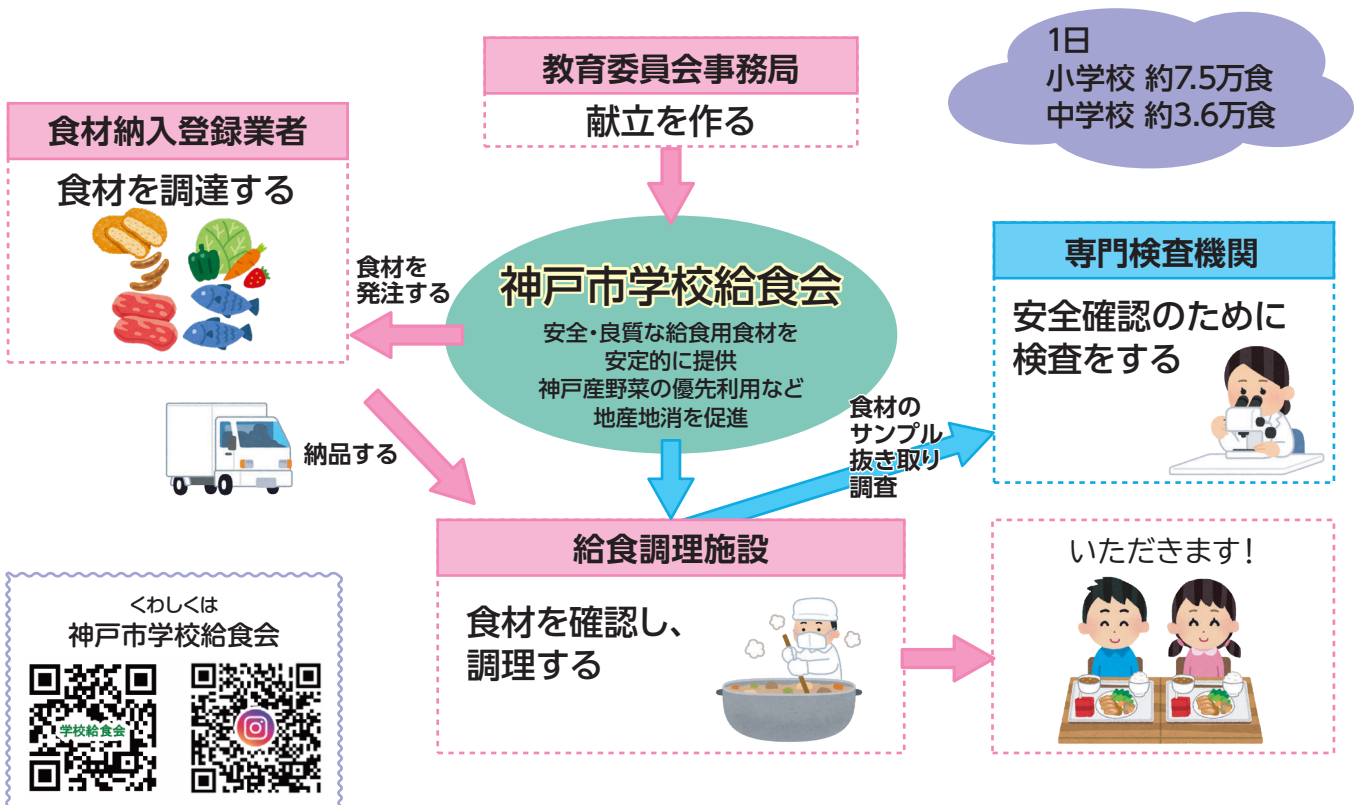 1日
小学校 約7.5万食
中学校 約3.6万食
教育委員会事務局
献立を作る
食材納入登録業者
食材を調達する
食材を
発注する
神戸市学校給食会
安全・良質な給食用食材を
安定的に提供
神戸産野菜の優先利用など
地産地消を促進
専門検査機関
安全確認のために
検査をする
食材の
サンプル
抜き取り
調査
納品する
給食調理施設
食材を確認し、
調理する
いただきます!
くわしくは
神戸市学校給食会
学校給食会